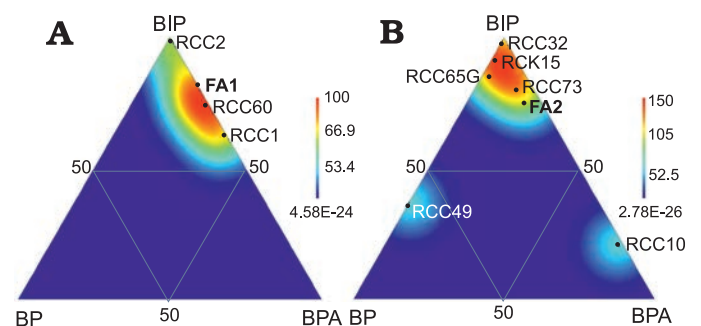 A
BIP
RCC2
FA1
RCC60
RCC1
50
50
100
66.9
53.4
4.58E-24
BP
50
BPA
B
BIP
RCC32
RCK15
RCC65G
RCC73
FA2
50
50
150
105
52.5
2.78E-26
RCC49
RCC10
BP
50
BPA